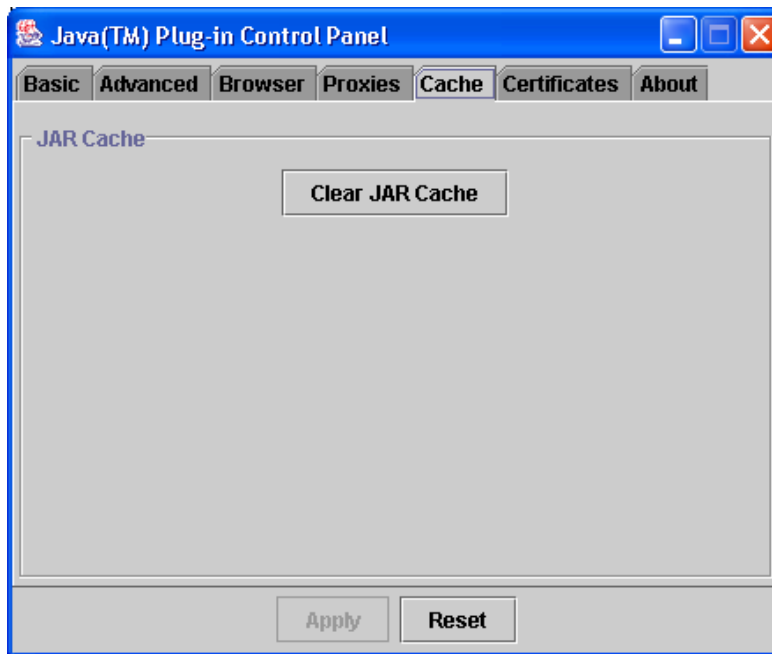 Java(TM) Plug-in Control Panel
Basic Advanced Browser Proxies Cache Certificates About
JAR Cache
Clear JAR Cache
Apply Reset